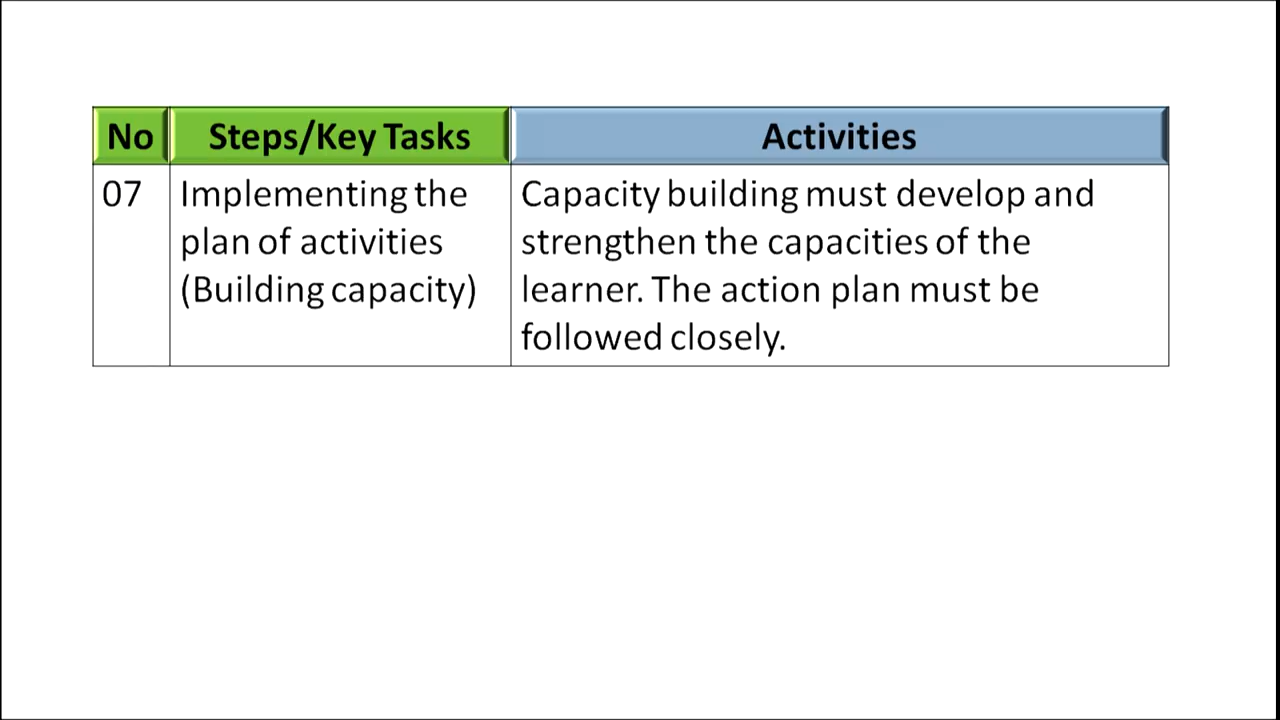 No Steps/Key Tasks Activities
07 Implementing the Capacity building must develop and
plan of activities strengthen the capacities of the
(Building capacity) learner. The action plan must be
followed closely.